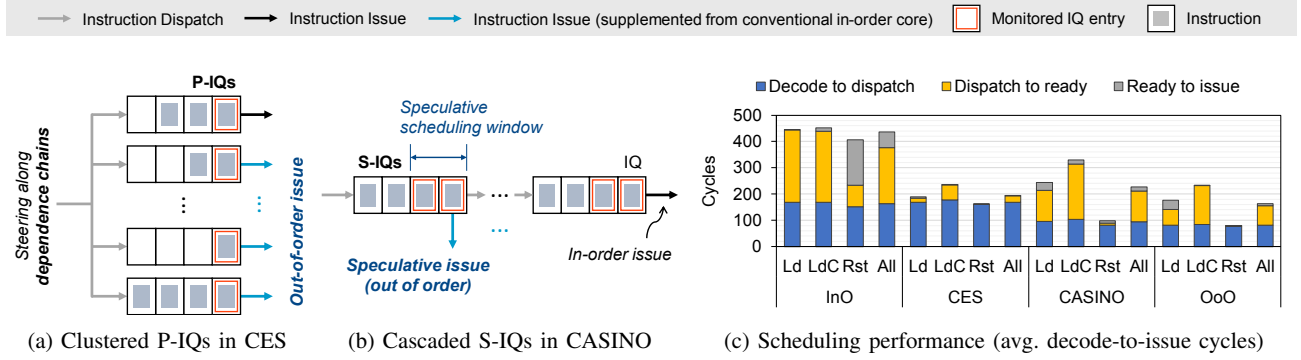 Instruction Dispatch
Instruction Issue
Instruction Issue (supplemented from conventional in-order core)
Monitored IQ entry
Instruction
Steering along
dependence chains
P-IQs
...
...
Out-of-order issue
(a) Clustered P-IQs in CES
Speculative
scheduling window
S-IQs
...
...
IQ
Speculative issue
(out of order)
In-order issue
(b) Cascaded S-IQs in CASINO
Decode to dispatch
Dispatch to ready
Ready to issue
Cycles
500
400
300
200
100
0
Ld LdC Rst All Ld LdC Rst All Ld LdC Rst All Ld LdC Rst All
InO CES CASINO OoO
(c) Scheduling performance (avg. decode-to-issue cycles)